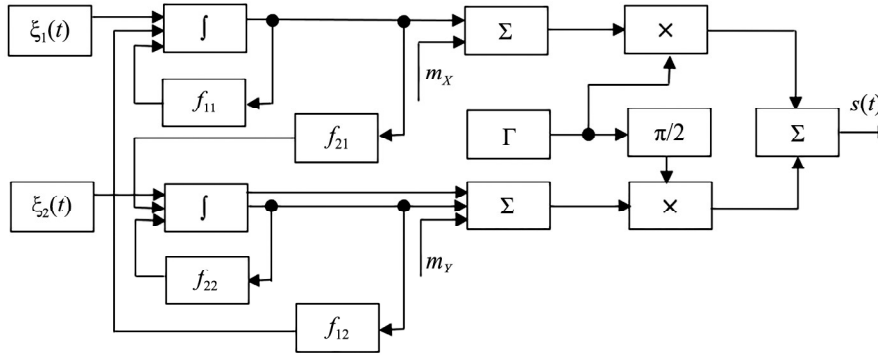 ξ₁(t)
∫
Σ
×
m_X
f₁₁
s(t)
f₂₁
Γ
π/2
Σ
ξ₂(t)
∫
Σ
×
m_Y
f₂₂
f₁₂